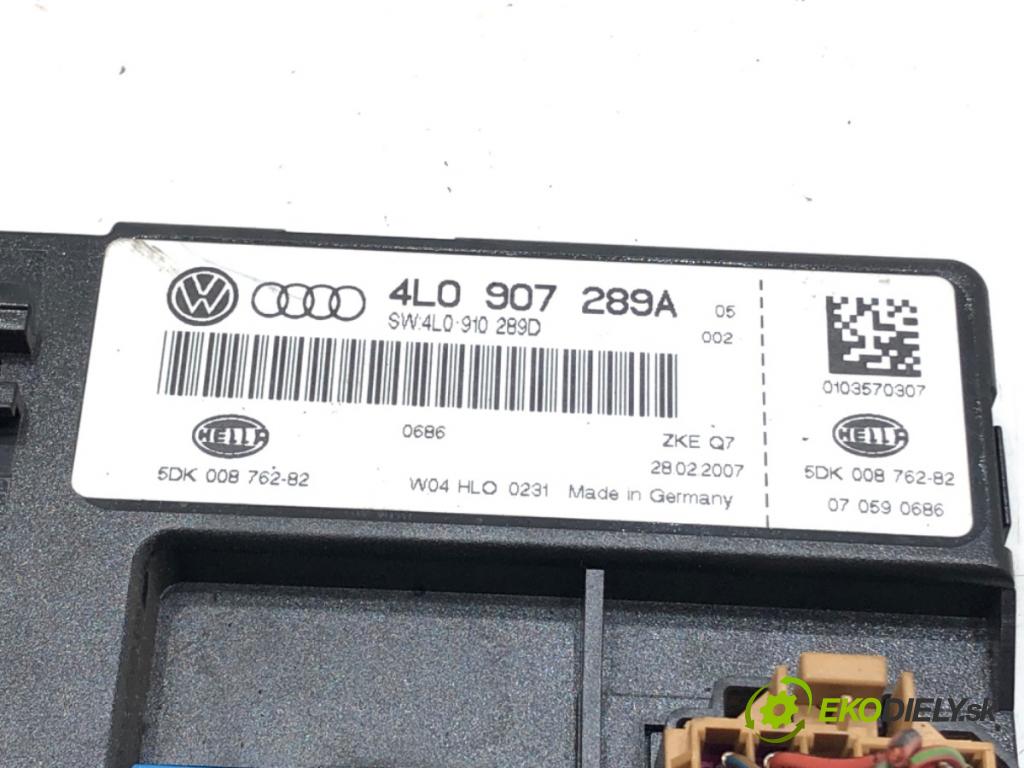 4L0 907 289A 05
SW:4L0 910 289D 002
0686
ZKE Q7
HELLA
5DK 008 762-82
28.02.2007
W04 HLO 0231 Made in Germany
0103570307
HELLA
5DK 008 762-82
07 059 0686
EKODIELY.sk